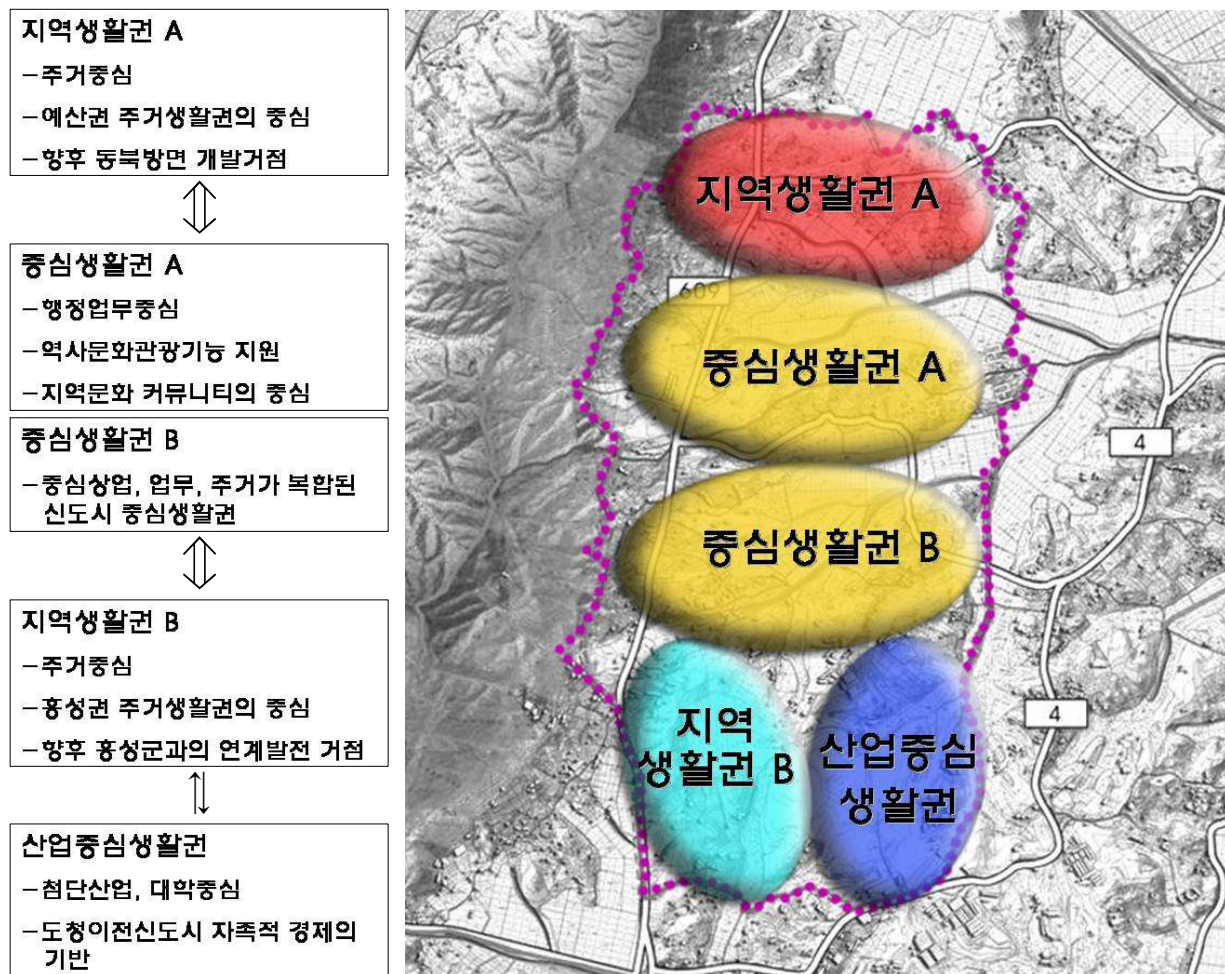 지역생활권 A
-주거중심
-예산권 주거생활권의 중심
-향후 동북방면 개발거점
중심생활권 A
-행정업무중심
-역사문화관광기능 지원
-지역문화 커뮤니티의 중심
중심생활권 B
-중심상업, 업무, 주거가 복합된
신도시 중심생활권
지역생활권 B
-주거중심
-홍성권 주거생활권의 중심
-향후 홍성군과의 연계발전 거점
산업중심생활권
-첨단산업, 대학중심
-도청이전신도시 자족적 경제의
기반
지역생활권 A
609
중심생활권 A
4
중심생활권 B
지역
생활권 B
산업중심
생활권
4